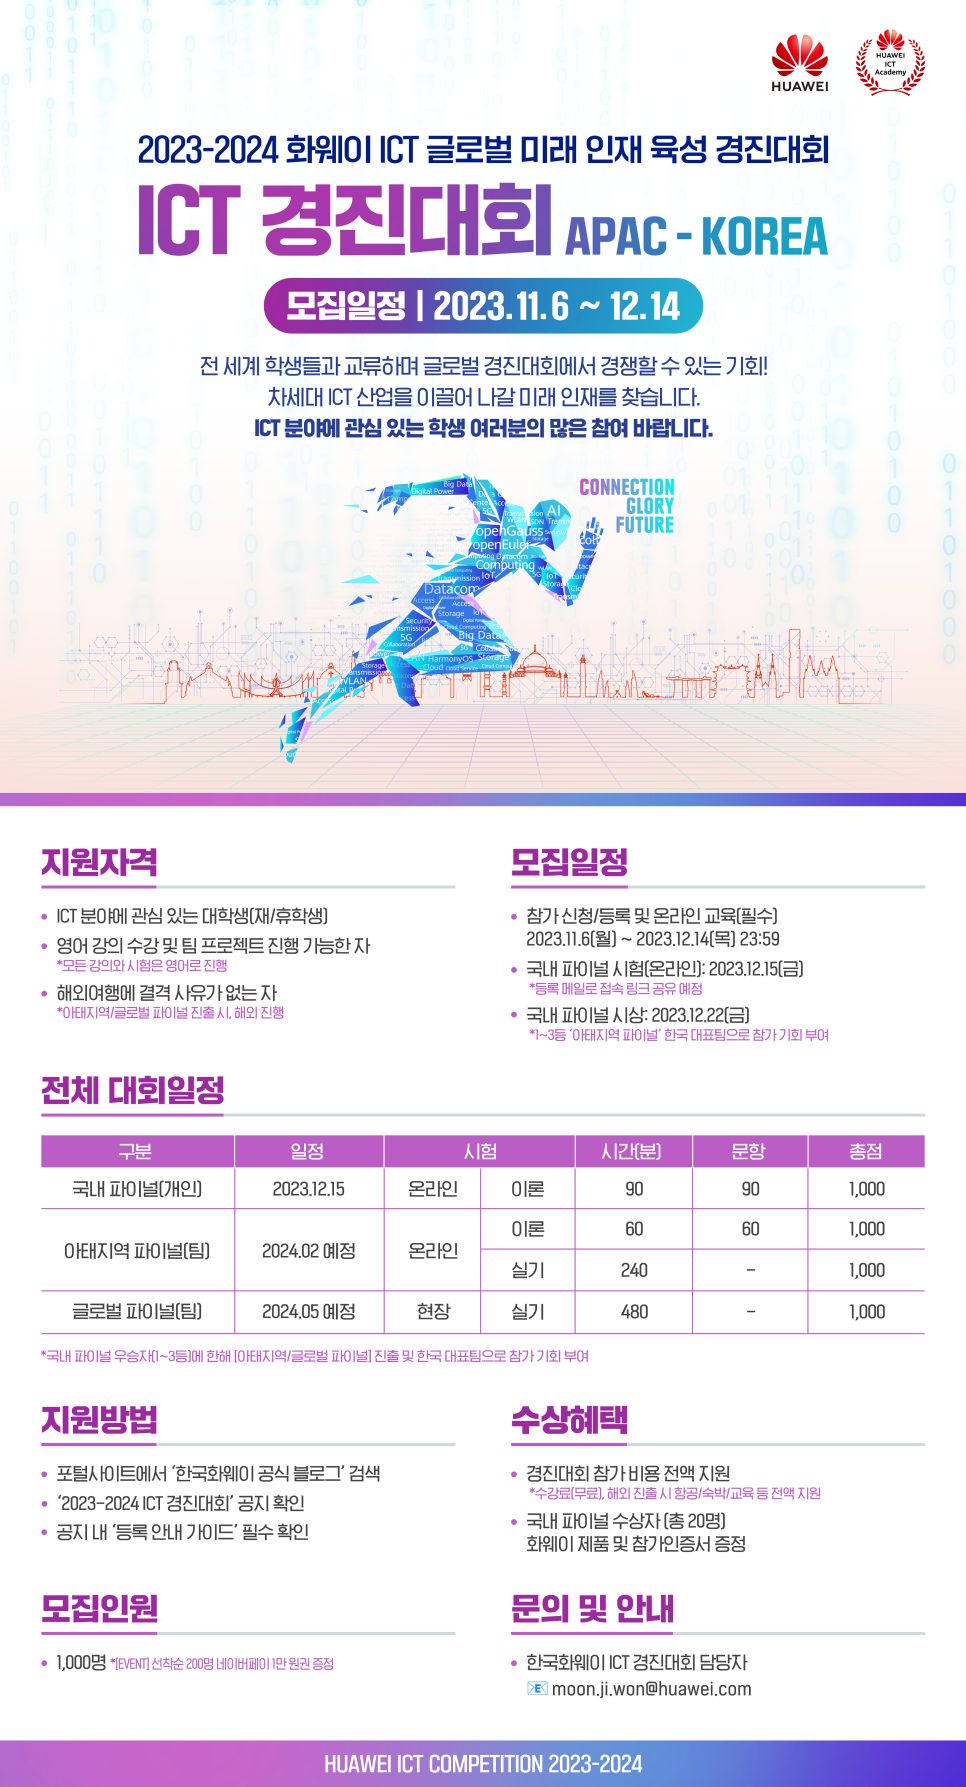 HUAWEI
HUAWEI
ICT
Academy
2023-2024 화웨이 ICT 글로벌 미래 인재 육성 경진대회
ICT 경진대회 APAC - KOREA
모집일정 | 2023.11.6 ~ 12.14
전 세계 학생들과 교류하며 글로벌 경진대회에서 경쟁할 수 있는 기회!
차세대 ICT 산업을 이끌어 나갈 미래 인재를 찾습니다.
ICT 분야에 관심 있는 학생 여러분의 많은 참여 바랍니다.
CONNECTION
GLORY
FUTURE
Big Data
Digital Power
AI
openGauss
openEuler
Computing
IoT
Datacom
Access
Storage
Security
5G
Big Data
HarmonyOS
Storage
Cloud
WLAN
지원자격
• ICT 분야에 관심 있는 대학생(재/휴학생)
• 영어 강의 수강 및 팀 프로젝트 진행 가능한 자
*모든 강의와 시험은 영어로 진행
• 해외여행에 결격 사유가 없는 자
*아태지역/글로벌 파이널 진출 시, 해외 진행
모집일정
• 참가 신청/등록 및 온라인 교육(필수)
2023.11.6(월) ~ 2023.12.14(목) 23:59
• 국내 파이널 시험(온라인): 2023.12.15(금)
*등록 메일로 접속 링크 공유 예정
• 국내 파이널 시상: 2023.12.22(금)
*1~3등 ‘아태지역 파이널’ 한국 대표팀으로 참가 기회 부여
전체 대회일정
구분 일정 시험 시간(분) 문항 총점
국내 파이널(개인) 2023.12.15 온라인 이론 90 90 1,000
아태지역 파이널(팀) 2024.02 예정 온라인 이론 60 60 1,000
실기 240 - 1,000
글로벌 파이널(팀) 2024.05 예정 현장 실기 480 - 1,000
*국내 파이널 우승자(1~3등)에 한해 [아태지역/글로벌 파이널] 진출 및 한국 대표팀으로 참가 기회 부여
지원방법
• 포털사이트에서 ‘한국화웨이 공식 블로그’ 검색
• ‘2023-2024 ICT 경진대회’ 공지 확인
• 공지 내 ‘등록 안내 가이드’ 필수 확인
수상혜택
• 경진대회 참가 비용 전액 지원
*수강료(무료), 해외 진출 시 항공/숙박/교육 등 전액 지원
• 국내 파이널 수상자 (총 20명)
화웨이 제품 및 참가인증서 증정
모집인원
• 1,000명 *[EVENT] 선착순 200명 네이버페이 1만 원권 증정
문의 및 안내
• 한국화웨이 ICT 경진대회 담당자
moon.ji.won@huawei.com
HUAWEI ICT COMPETITION 2023-2024